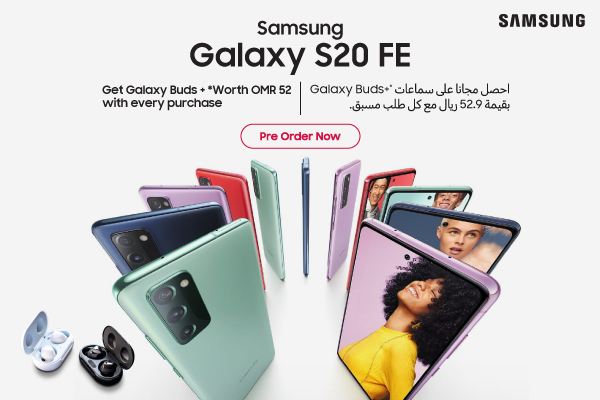 SAMSUNG
Samsung
Galaxy S20 FE
Get Galaxy Buds + *Worth OMR 52
with every purchase
احصل مجانا على سماعات Galaxy Buds+*
بقيمة 52.9 ريال مع كل طلب مسبق.
Pre Order Now